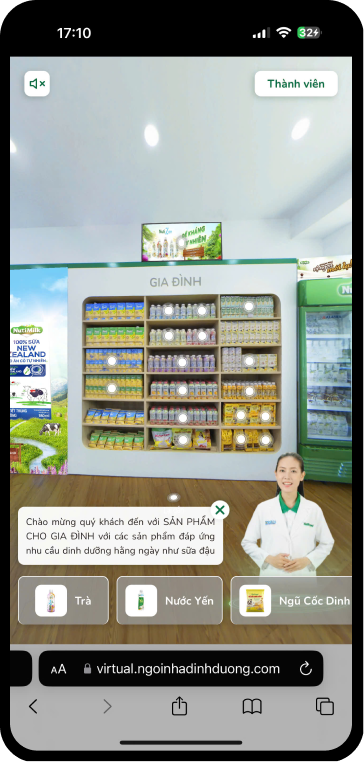 17:10
32
Thành viên
GIA ĐÌNH
NutiMilk
100% SỮA
NEW
ZEALAND
Chào mừng quý khách đến với SẢN PHẨM
CHO GIA ĐÌNH với các sản phẩm đáp ứng
nhu cầu dinh dưỡng hằng ngày như sữa đậu
Trà
Nước Yến
Ngũ Cốc Dinh
AA
virtual.ngoinhadinhduong.com